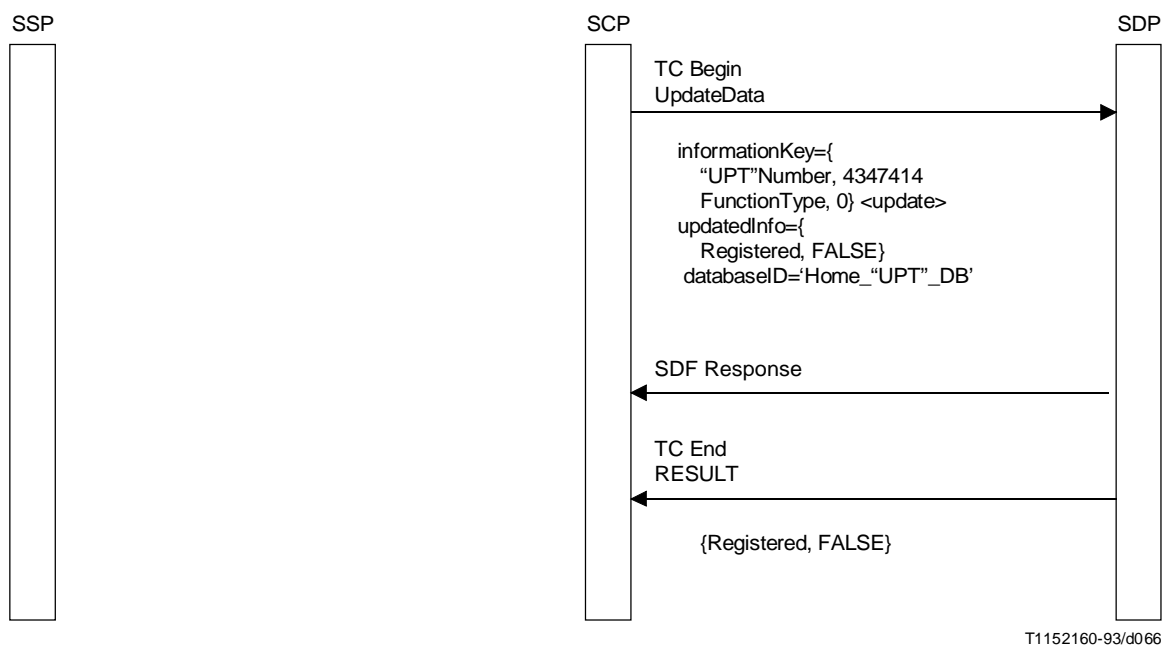 SSP
SCP
SDP
TC Begin
UpdateData
informationKey={
“UPT”Number, 4347414
FunctionType, 0} <update>
updatedInfo={
Registered, FALSE}
databaseID=‘Home_“UPT”_DB’
SDF Response
TC End
RESULT
{Registered, FALSE}
T1152160-93/d066